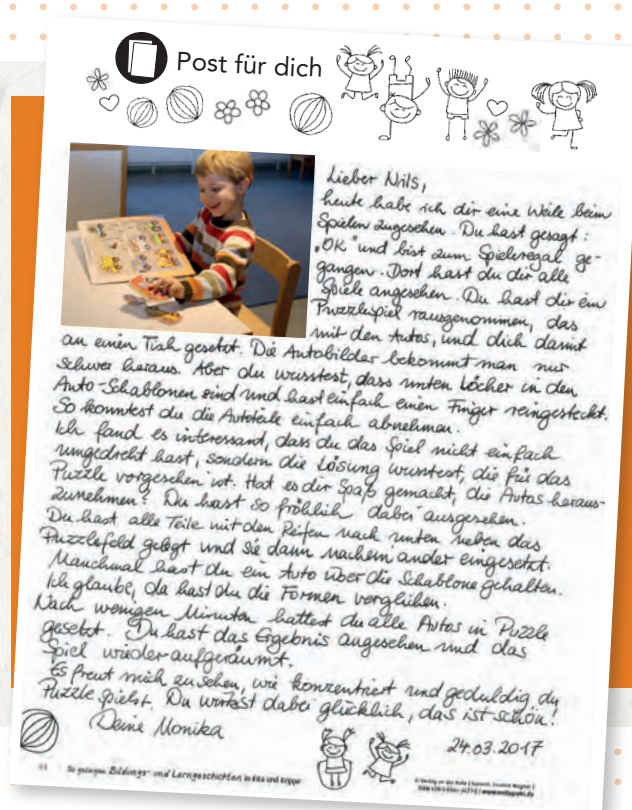 Post für dich
Lieber Nils,
heute habe ich dir eine Weile beim
Spielen zugesehen. Du hast gesagt:
„OK" und bist zum Spieleregal ge-
gangen. Dort hast du dir alle
Spiele angesehen. Du hast dir ein
Puzzlespiel rausgenommen, das
mit den Autos, und dich damit
an einen Tisch gesetzt. Die Autobilder bekommt man nur
schwer heraus. Aber du wusstest, dass unten Löcher in den
Auto-Schablonen sind und hast einfach einen Finger reingesteckt.
So konntest du die Autoteile einfach abnehmen.
Ich fand es interessant, dass du das Spiel nicht einfach
umgedreht hast, sondern die Lösung wusstest, die für das
Puzzle vorgesehen ist. Hat es dir Spaß gemacht, die Autos heraus-
zunehmen? Du hast so fröhlich dabei ausgesehen.
Du hast alle Teile mit den Reifen nach unten neben das
Puzzlefeld gelegt und sie dann nacheinander eingesetzt.
Manchmal hast du ein Auto über die Schablone gehalten.
Ich glaube, da hast du die Formen verglichen.
Nach wenigen Minuten hattest du alle Autos in Puzzle
gesetzt. Du hast das Ergebnis angesehen und das
Spiel wieder aufgeräumt.
Es freut mich zu sehen, wie konzentriert und geduldig du
Puzzle spielst. Du wirkst dabei glücklich, das ist schön!
Deine Monika
24.03.2017
So gelingen Bildungs- und Lerngeschichten in Kita und Krippe